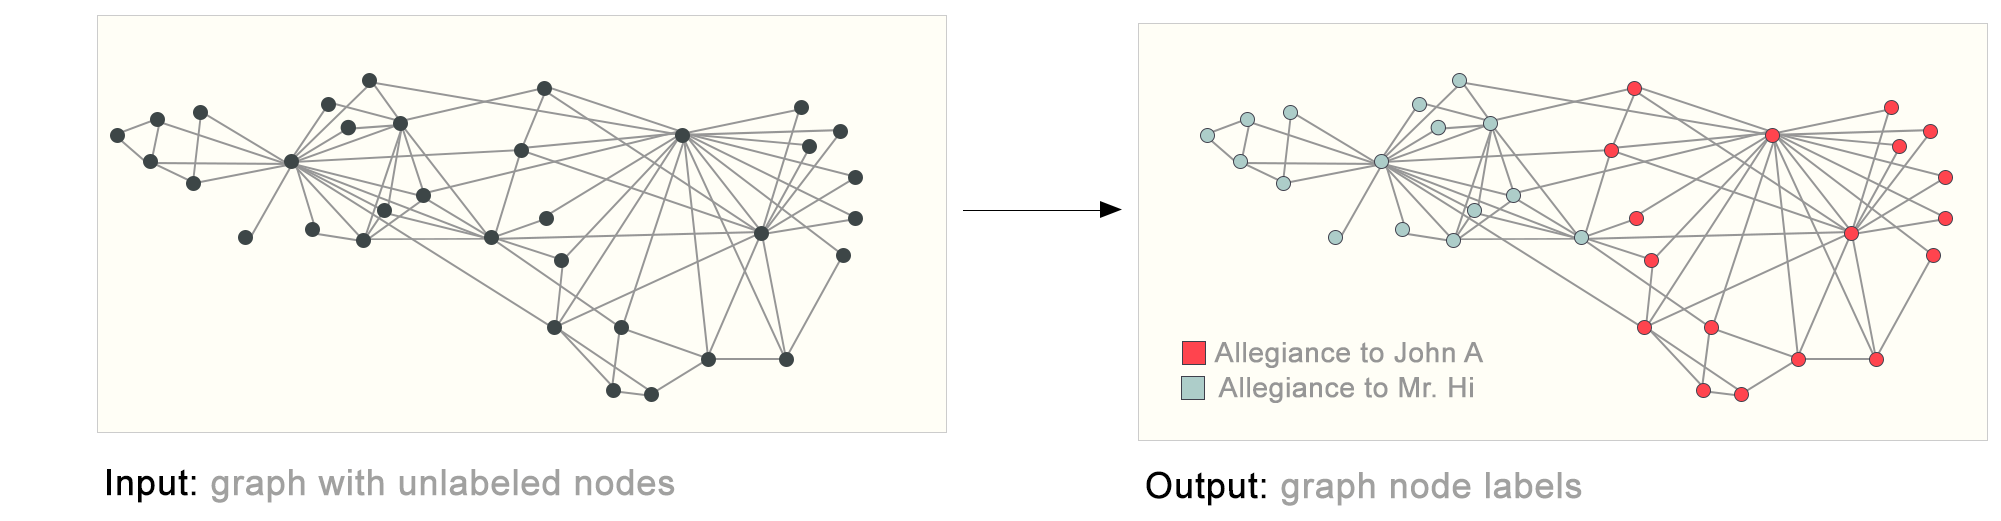 Allegiance to John A
Allegiance to Mr. Hi
Input: graph with unlabeled nodes
Output: graph node labels